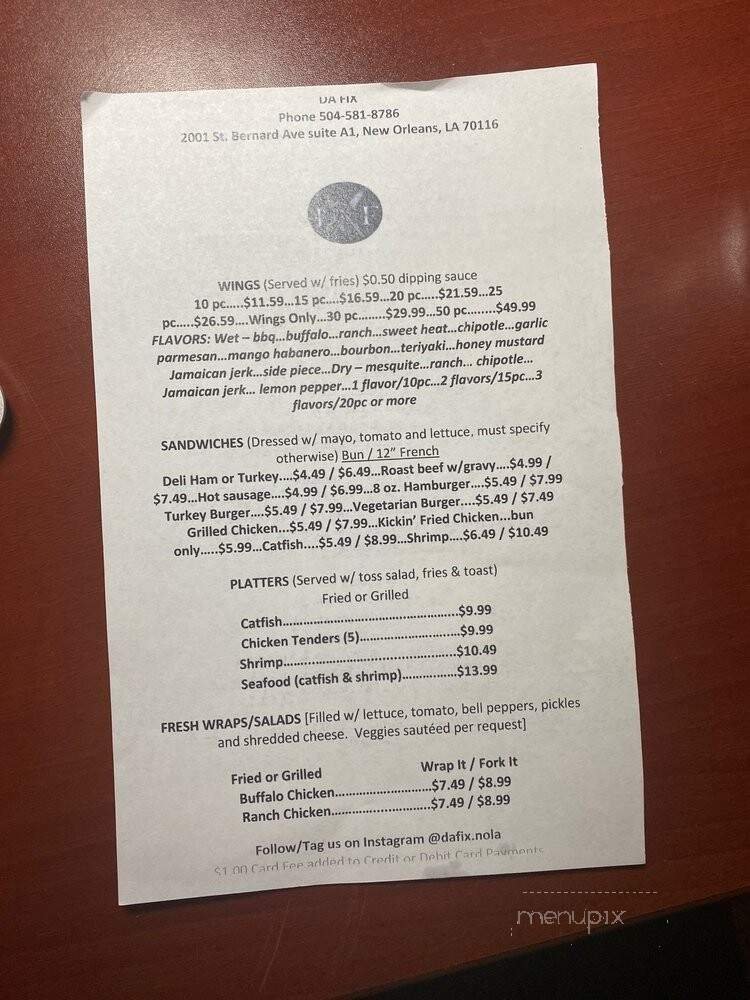 DA FIX
Phone 504-581-8786
2001 St. Bernard Ave suite A1, New Orleans, LA 70116
F F
WINGS (Served w/ fries) $0.50 dipping sauce
10 pc.....$11.59...15 pc....$16.59...20 pc.....$21.59...25
pc.....$26.59....Wings Only...30 pc.......$29.99...50 pc........$49.99
FLAVORS: Wet – bbq...buffalo...ranch...sweet heat...chipotle...garlic
parmesan...mango habanero...bourbon...teriyaki...honey mustard
Jamaican jerk...side piece...Dry – mesquite...ranch... chipotle...
Jamaican jerk... lemon pepper...1 flavor/10pc...2 flavors/15pc...3
flavors/20pc or more
SANDWICHES (Dressed w/ mayo, tomato and lettuce, must specify
otherwise) Bun / 12" French
Deli Ham or Turkey....$4.49 / $6.49...Roast beef w/gravy....$4.99 /
$7.49...Hot sausage....$4.99 / $6.99...8 oz. Hamburger....$5.49 / $7.99
Turkey Burger....$5.49 / $7.99...Vegetarian Burger....$5.49 / $7.49
Grilled Chicken...$5.49 / $7.99...Kickin' Fried Chicken...bun
only.....$5.99...Catfish....$5.49 / $8.99...Shrimp....$6.49 / $10.49
PLATTERS (Served w/ toss salad, fries & toast)
Fried or Grilled
Catfish................................................$9.99
Chicken Tenders (5)............................$9.99
Shrimp...............................................$10.49
Seafood (catfish & shrimp)...............$13.99
FRESH WRAPS/SALADS [Filled w/ lettuce, tomato, bell peppers, pickles
and shredded cheese. Veggies sautéed per request]
Fried or Grilled Wrap It / Fork It
Buffalo Chicken..........................$7.49 / $8.99
Ranch Chicken...........................$7.49 / $8.99
Follow/Tag us on Instagram @dafix.nola
$1.00 Card Fee added to Credit or Debit Card Payments
menupix